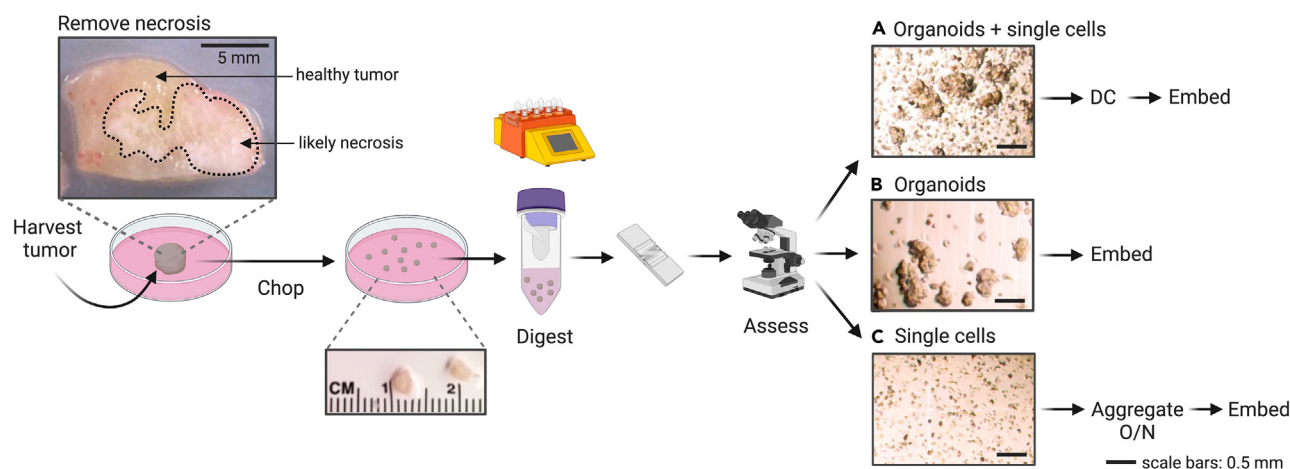 Remove necrosis
5 mm
healthy tumor
likely necrosis
Harvest
tumor
Chop
CM 1 2
Digest
Assess
A Organoids + single cells
DC
Embed
B Organoids
Embed
C Single cells
Aggregate
O/N
Embed
scale bars: 0.5 mm